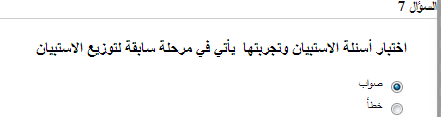 السؤال 7
اختبار أسئلة الاستبيان وتجربتها يأتي في مرحلة سابقة لتوزيع الاستبيان
صواب
خطأ